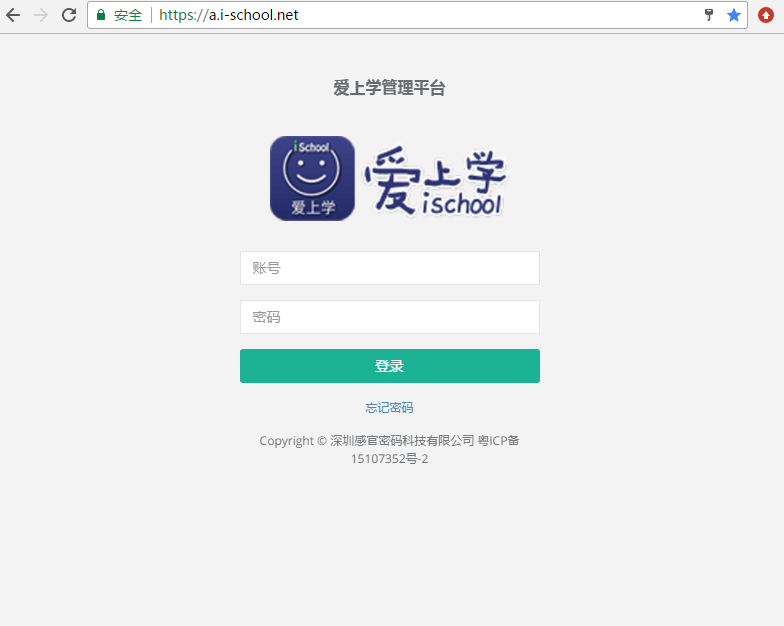 安全 https://a.i-school.net
爱上学管理平台
iSchool
爱上学
爱上学
ischool
账号
密码
登录
忘记密码
Copyright © 深圳感官密码科技有限公司 粤ICP备
15107352号-2